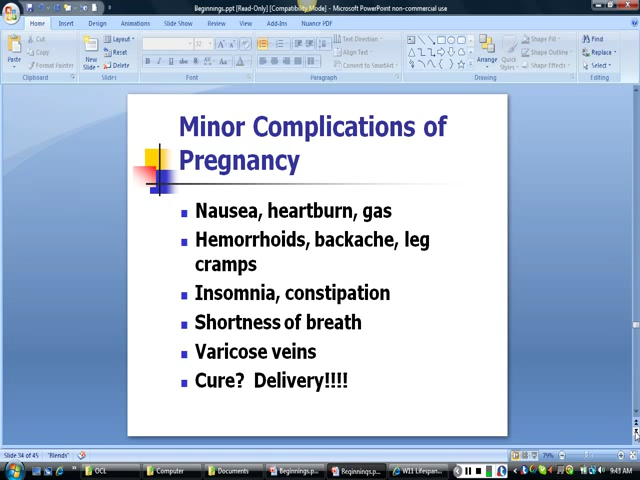 Beginnings.ppt [Read-Only] [Compatibility Mode] - Microsoft PowerPoint non-commercial use
Home Insert Design Animations Slide Show Review View Add-Ins Nuance PDF
Cut
Copy
Format Painter
Paste
Clipboard
New Slide
Layout
Reset
Delete
Slides
32
B I U abc S
Font
Text Direction
Align Text
Convert to SmartArt
Paragraph
Arrange
Quick Styles
Shape Fill
Shape Outline
Shape Effects
Drawing
Find
Replace
Select
Editing
Minor Complications of
Pregnancy
Nausea, heartburn, gas
Hemorrhoids, backache, leg
cramps
Insomnia, constipation
Shortness of breath
Varicose veins
Cure? Delivery!!!!
Slide 34 of 45 "Blends" 79%
OCL Computer Documents Beginnings.p... Beginnings.p... W11 Lifespan... 9:43 AM